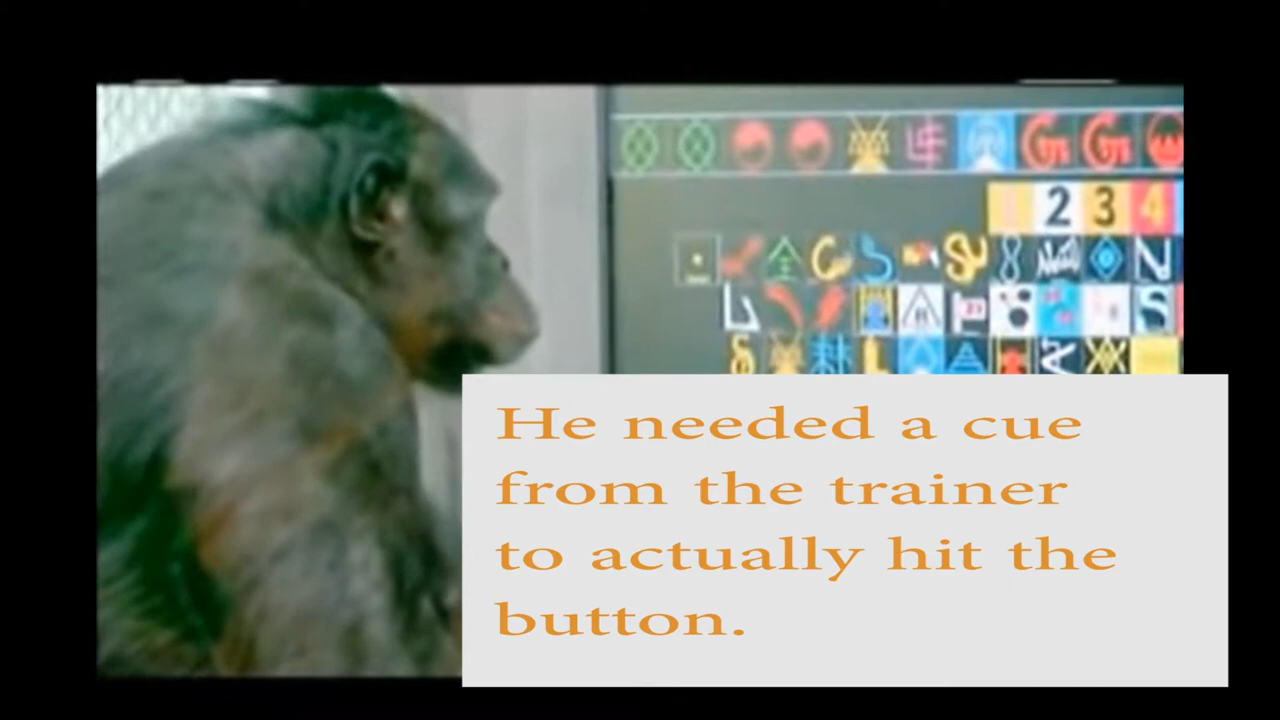 2 3 4
He needed a cue
from the trainer
to actually hit the
button.